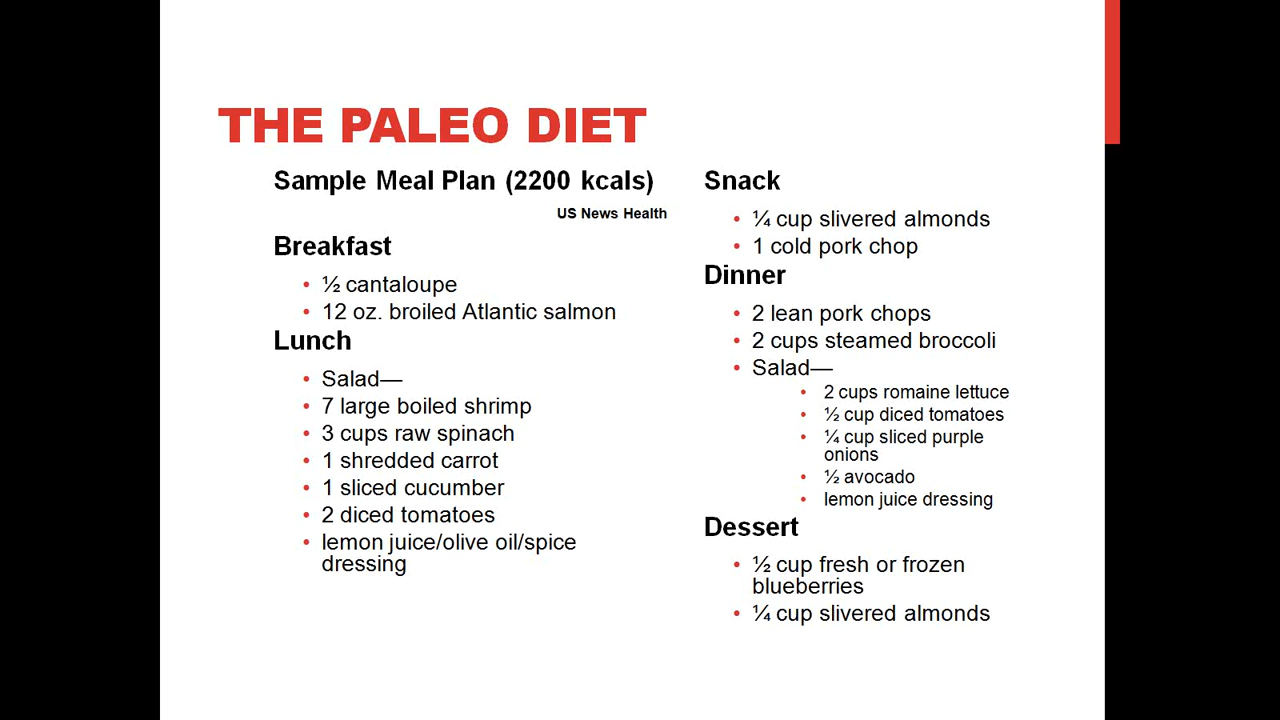 THE PALEO DIET
Sample Meal Plan (2200 kcals)
US News Health
Breakfast
• ½ cantaloupe
• 12 oz. broiled Atlantic salmon
Lunch
• Salad—
• 7 large boiled shrimp
• 3 cups raw spinach
• 1 shredded carrot
• 1 sliced cucumber
• 2 diced tomatoes
• lemon juice/olive oil/spice
dressing
Snack
• ¼ cup slivered almonds
• 1 cold pork chop
Dinner
• 2 lean pork chops
• 2 cups steamed broccoli
• Salad—
• 2 cups romaine lettuce
• ½ cup diced tomatoes
• ¼ cup sliced purple
onions
• ½ avocado
• lemon juice dressing
Dessert
• ½ cup fresh or frozen
blueberries
• ¼ cup slivered almonds